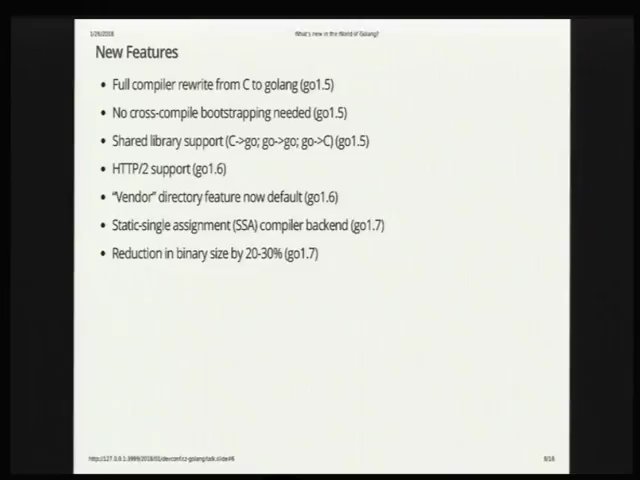 1/26/2018
What's new in the World of Golang?
New Features
• Full compiler rewrite from C to golang (go1.5)
• No cross-compile bootstrapping needed (go1.5)
• Shared library support (C->go; go->go; go->C) (go1.5)
• HTTP/2 support (go1.6)
• "Vendor" directory feature now default (go1.6)
• Static-single assignment (SSA) compiler backend (go1.7)
• Reduction in binary size by 20-30% (go1.7)
http://127.0.0.1:3999/2018/01/devconfcz-golang/talk.slide#6
6/16